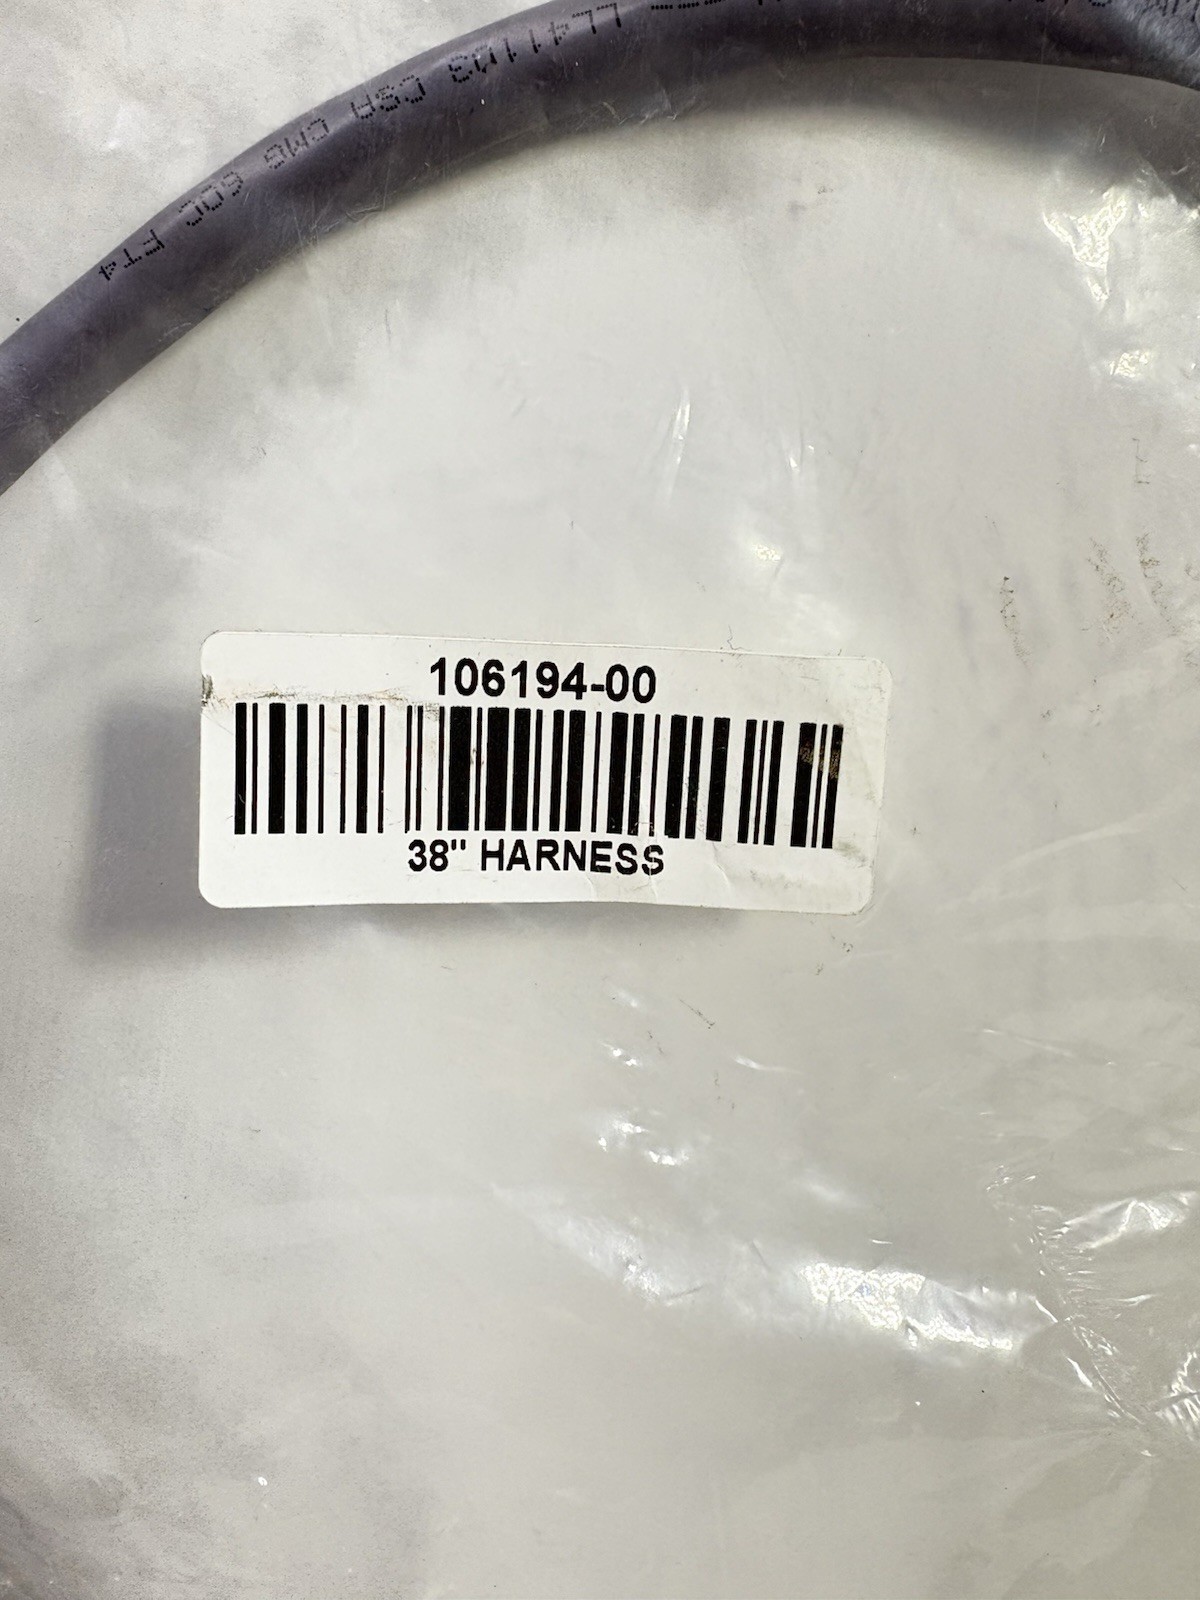 LL41103 CSA CMG 60C FT4
106194-00
38" HARNESS